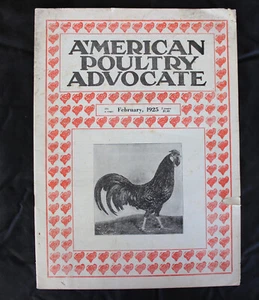 AMERICAN
POULTRY
ADVOCATE
February, 1925